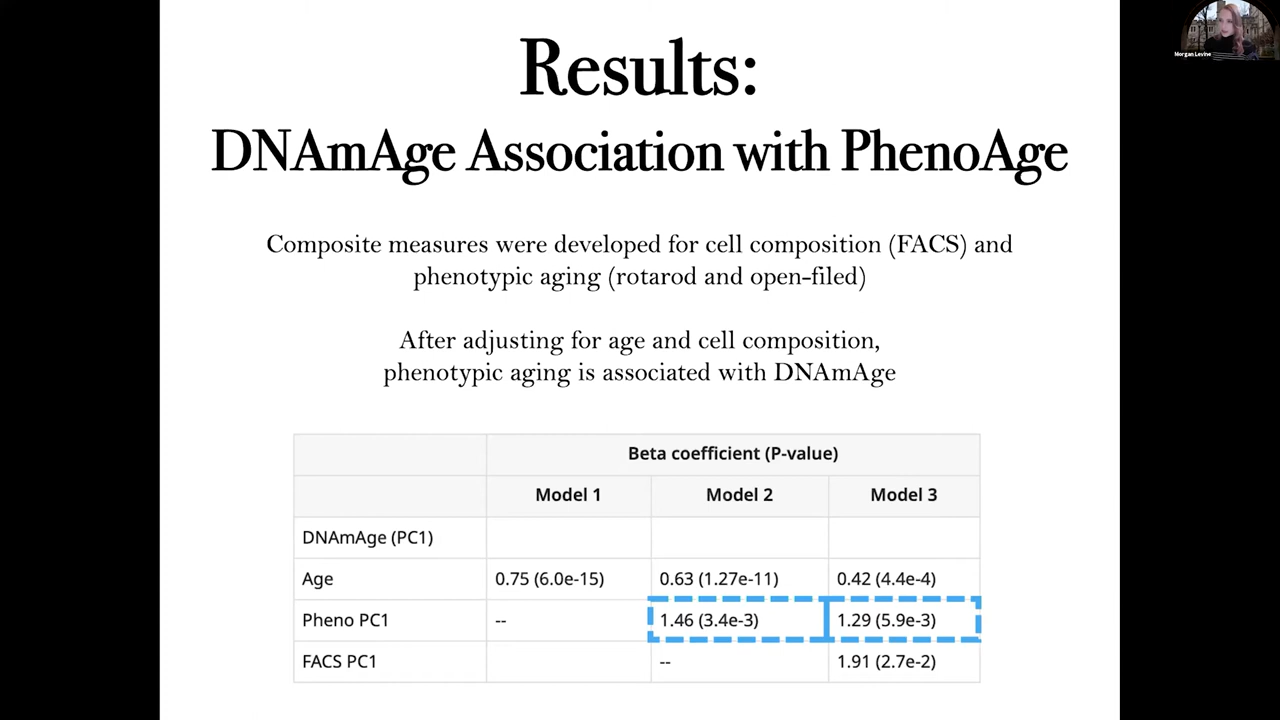 Results:
DNAmAge Association with PhenoAge
Composite measures were developed for cell composition (FACS) and
phenotypic aging (rotarod and open-filed)
After adjusting for age and cell composition,
phenotypic aging is associated with DNAmAge
Beta coefficient (P-value)
Model 1 Model 2 Model 3
DNAmAge (PC1)
Age 0.75 (6.0e-15) 0.63 (1.27e-11) 0.42 (4.4e-4)
Pheno PC1 -- 1.46 (3.4e-3) 1.29 (5.9e-3)
FACS PC1 -- 1.91 (2.7e-2)
Morgan Levine